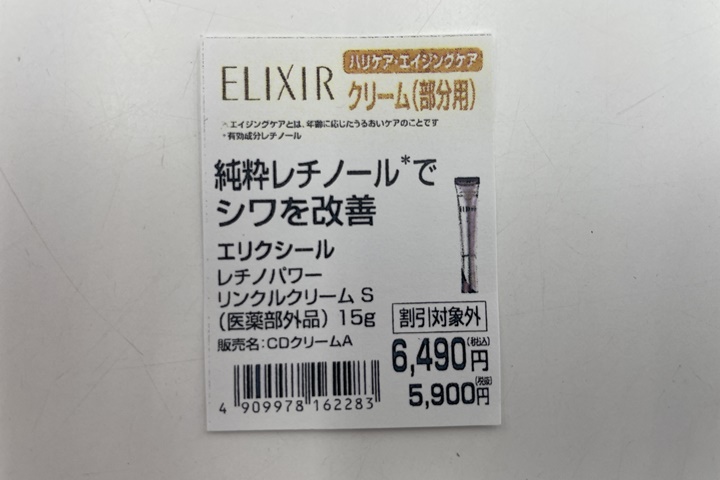 ELIXIR
ハリケア・エイジングケア
クリーム(部分用)
*エイジングケアとは、年齢に応じたうるおいケアのことです
*有効成分レチノール
純粋レチノール*で
シワを改善
エリクシール
レチノパワー
リンクルクリーム S
(医薬部外品) 15g
販売名:CDクリームA
割引対象外
6,490円(税込)
5,900円(税抜)
4 909978 162283
ELIXIR